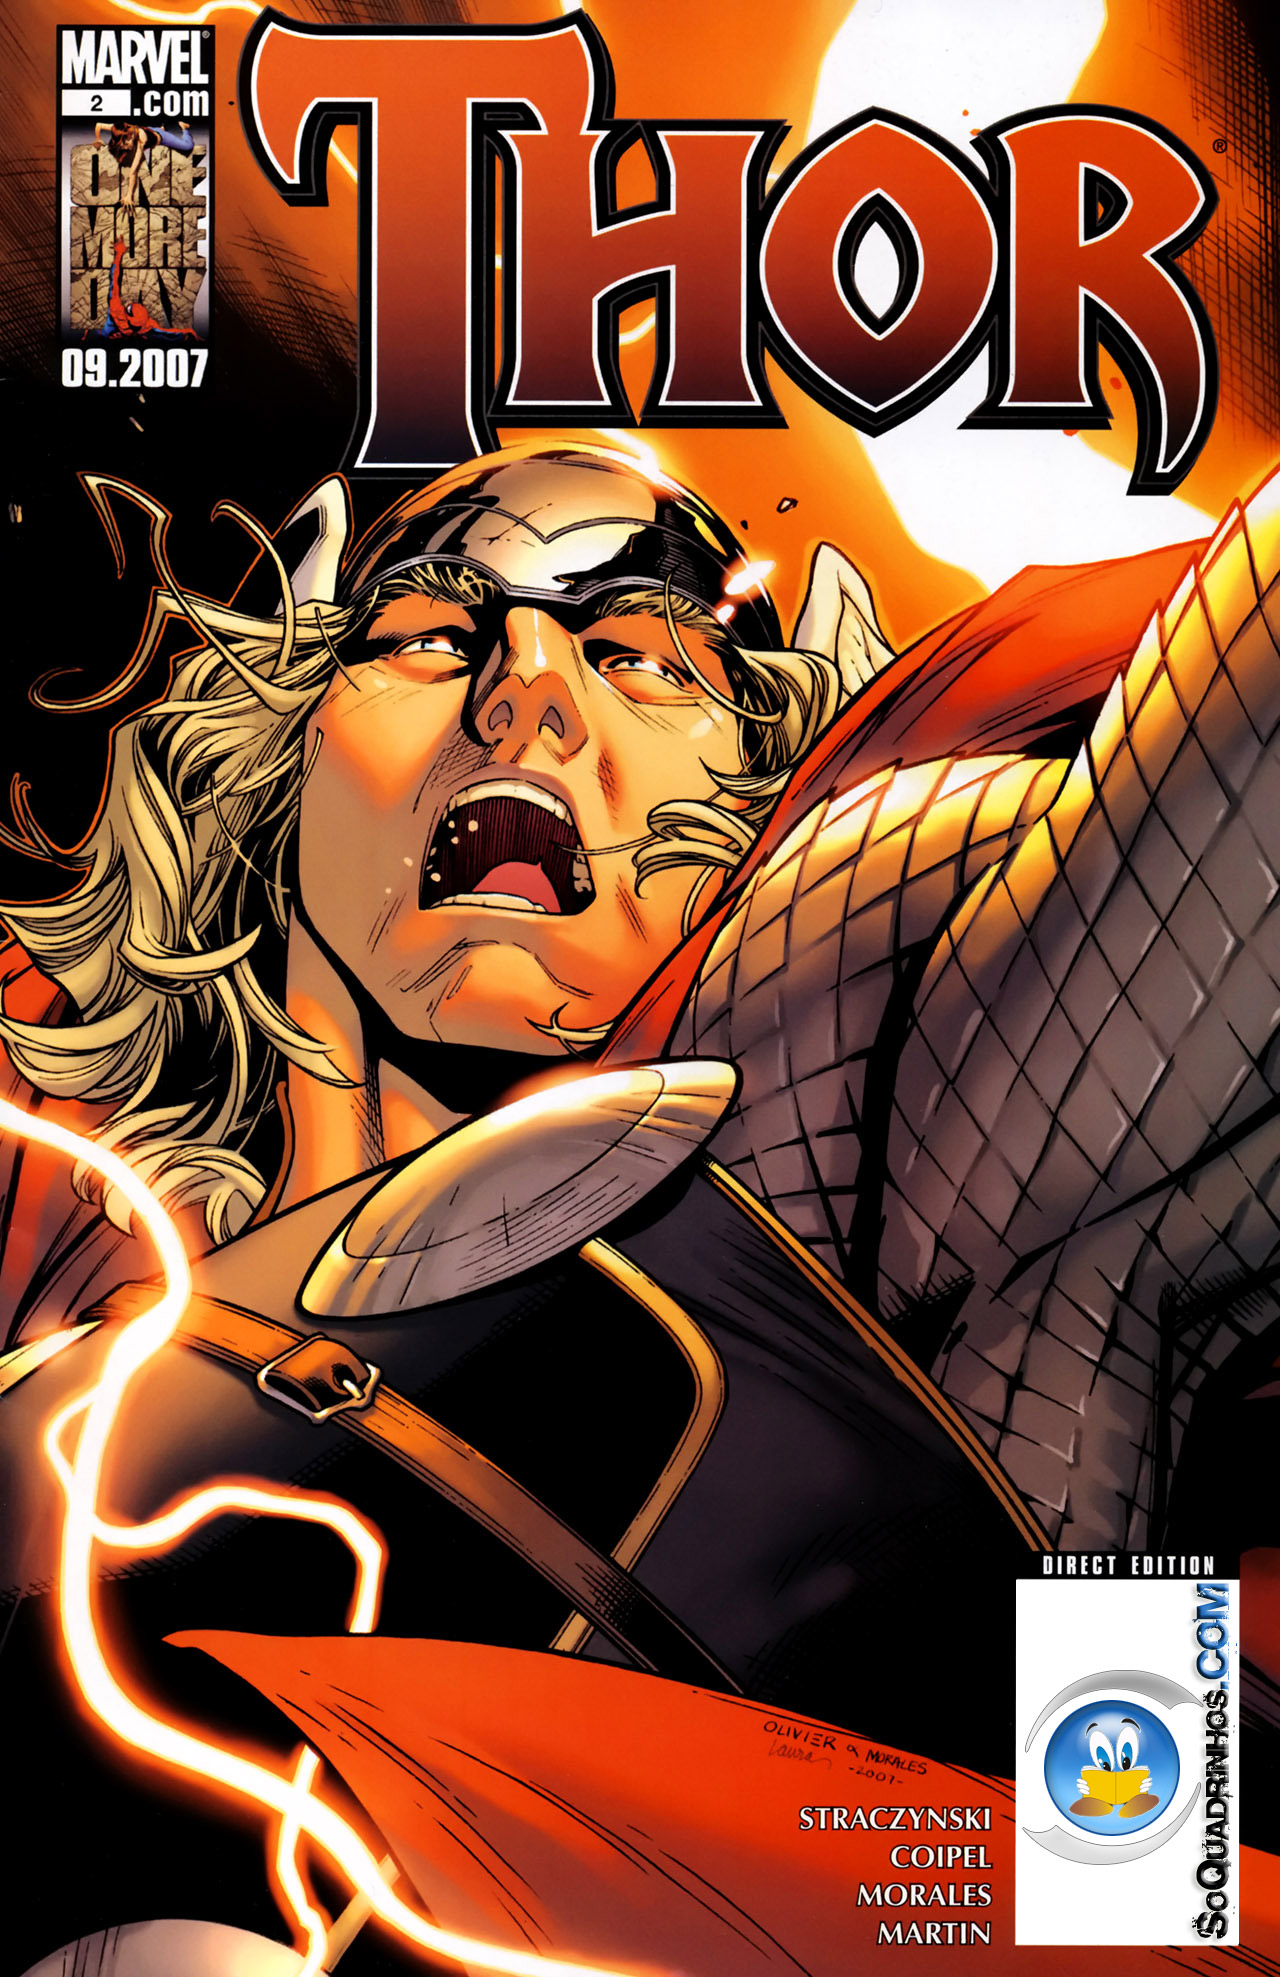 MARVEL®
2 .com
ONE
MORE
DAY
09.2007
THOR®
DIRECT EDITION
SOQUADRINHOS.COM
OLIVIER & MORALES
Laura
-2007-
STRACZYNSKI
COIPEL
MORALES
MARTIN